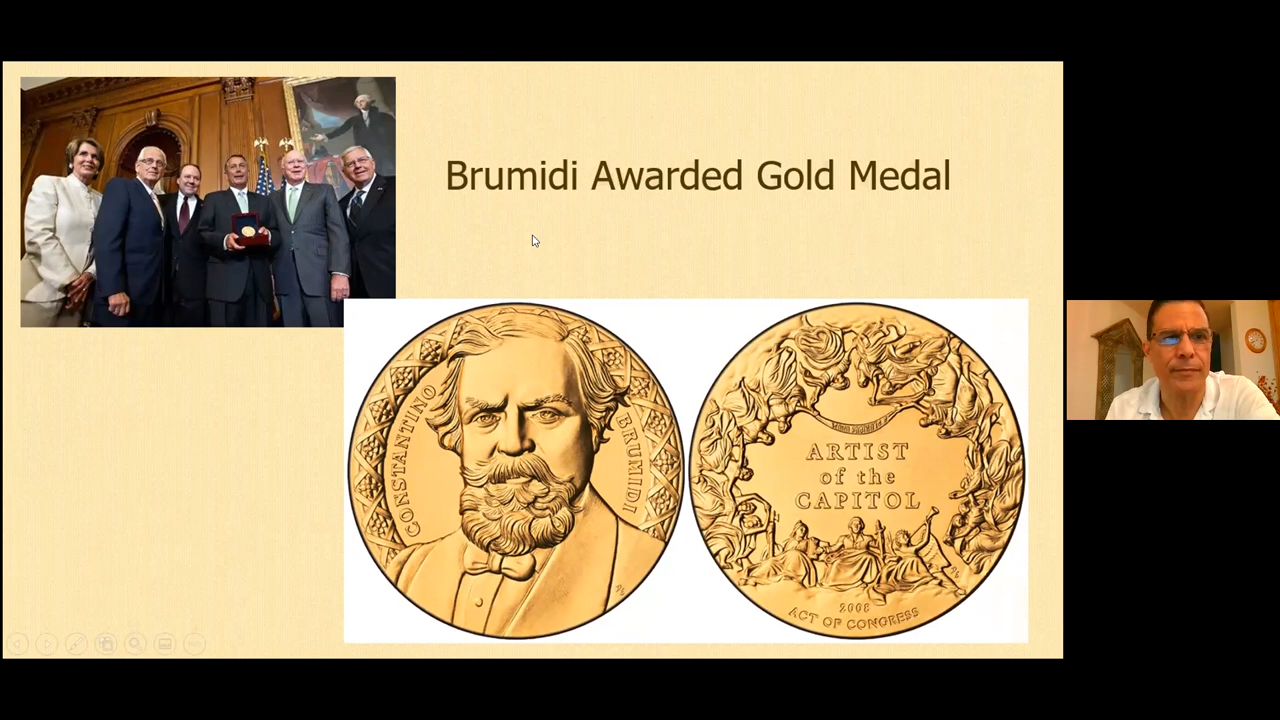 Brumidi Awarded Gold Medal
CONSTANTINO
BRUMIDI
ARTIST
of the
CAPITOL
2008
ACT OF CONGRESS